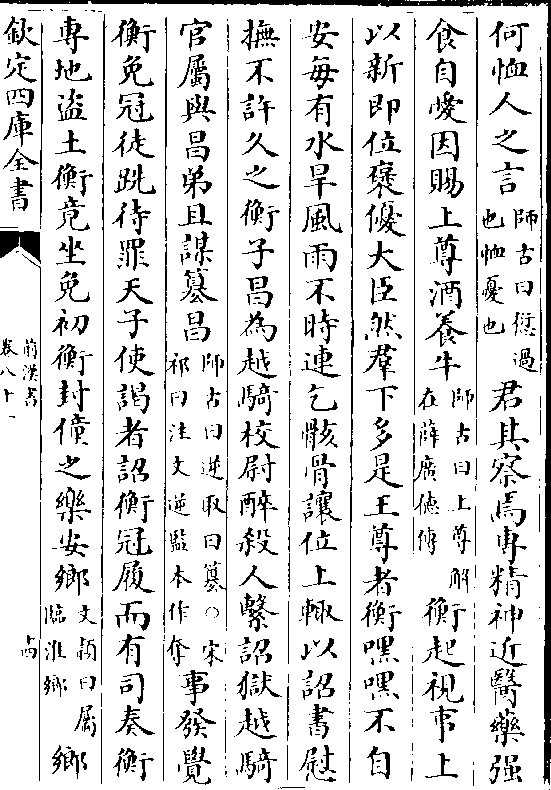 何恤人之言師古曰愆過也恤憂也君其察焉專精神近醫藥强
食自愛因賜上尊酒養牛師古曰上尊解在薛廣德傳衡起視事上
以新即位褒優大臣然羣下多是王尊者衡嘿嘿不自
安每有水旱風雨不時連乞骸骨讓位上輒以詔書慰
撫不許久之衡子昌為越騎校尉醉殺人繫詔獄越騎
官屬與昌弟且謀簒昌師古曰逆取曰簒○宋祁曰注文逆監本作奪事發覺
衡免冠徒跣待罪天子使謁者詔衡冠履而有司奏衡
專地盜土衡竟坐免初衡封僮之樂安鄉文穎曰屬臨淮郷鄉
欽定四庫全書
前漢書
卷八十一